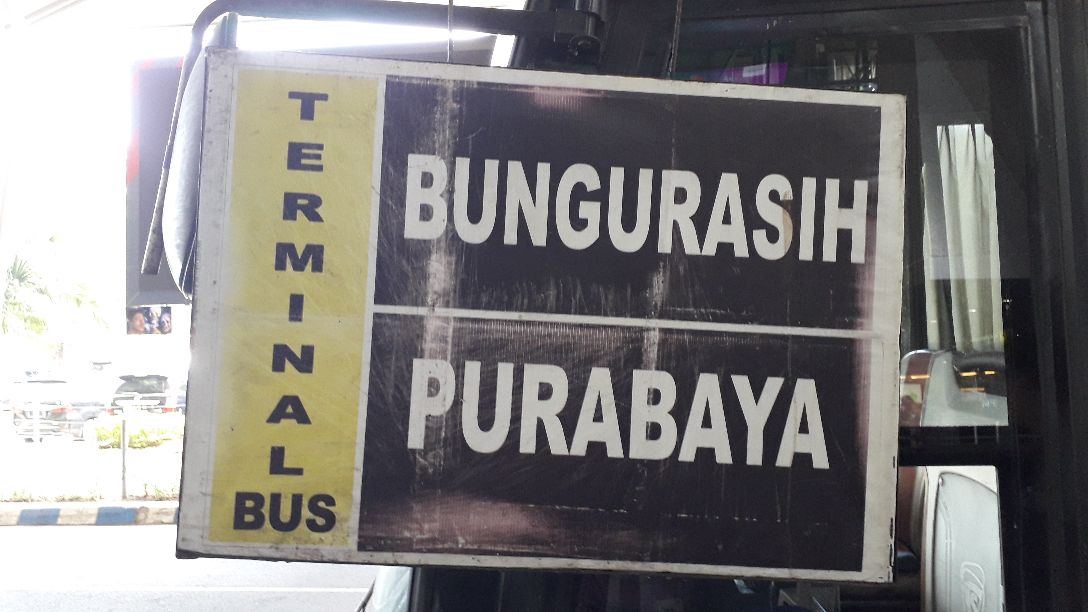 TERMINAL
BUS
BUNGURASIH
PURABAYA